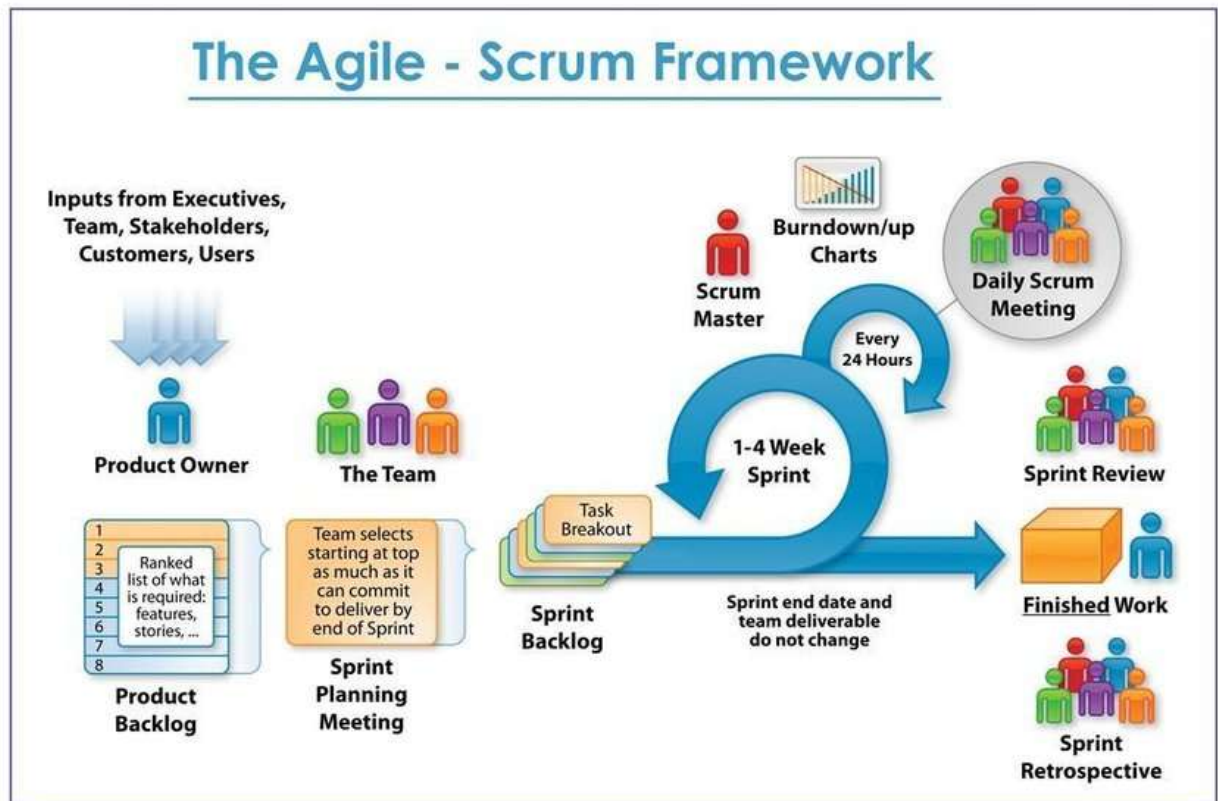 The Agile - Scrum Framework
Inputs from Executives,
Team, Stakeholders,
Customers, Users
Product Owner
The Team
1
2
3
4
5
6
7
8
Ranked
list of what
is required:
features,
stories, ...
Product
Backlog
Team selects
starting at top
as much as it
can commit
to deliver by
end of Sprint
Sprint
Planning
Meeting
Task
Breakout
Sprint
Backlog
Scrum
Master
Burndown/up
Charts
Every
24 Hours
Daily Scrum
Meeting
1-4 Week
Sprint
Sprint end date and
team deliverable
do not change
Sprint Review
Finished Work
Sprint
Retrospective